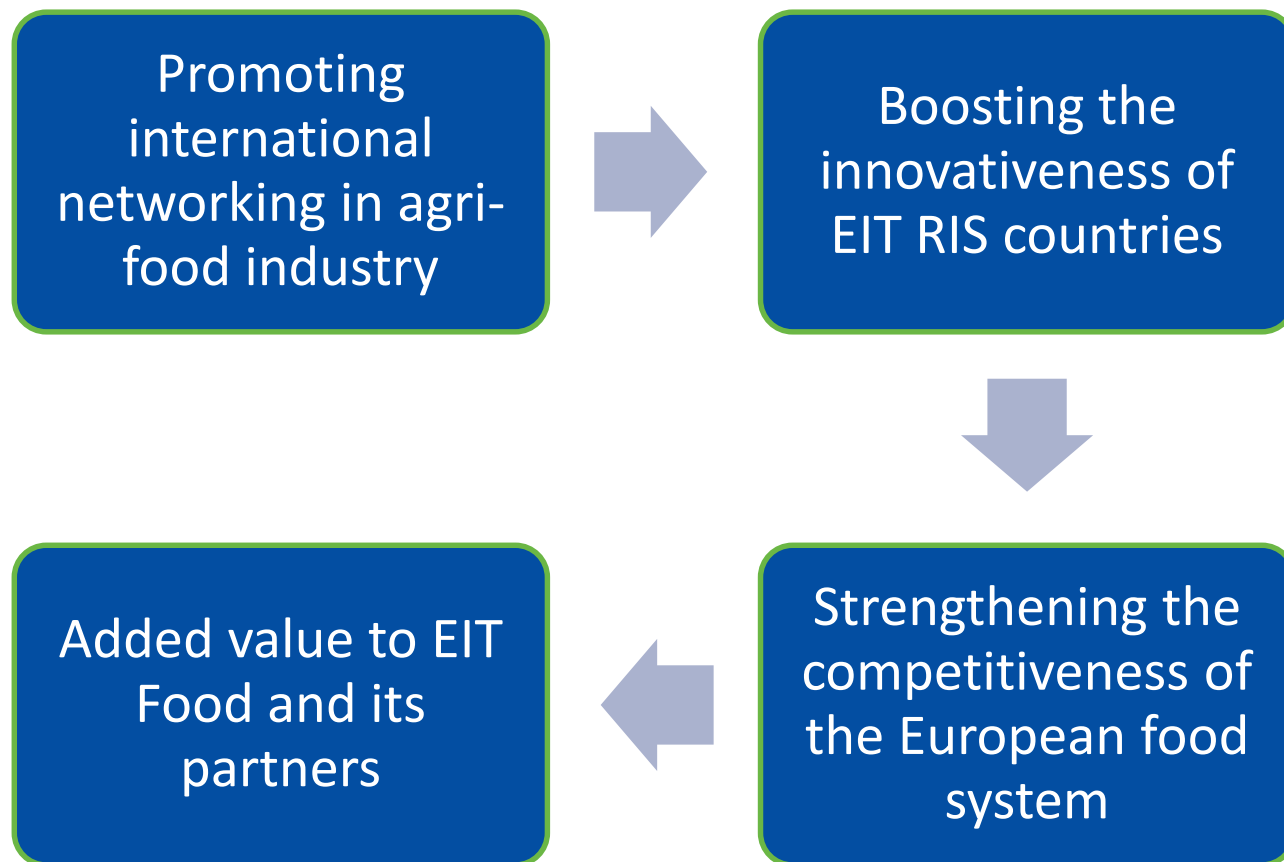 Promoting
international
networking in agri-
food industry
Boosting the
innovativeness of
EIT RIS countries
Strengthening the
competitiveness of
the European food
system
Added value to EIT
Food and its
partners